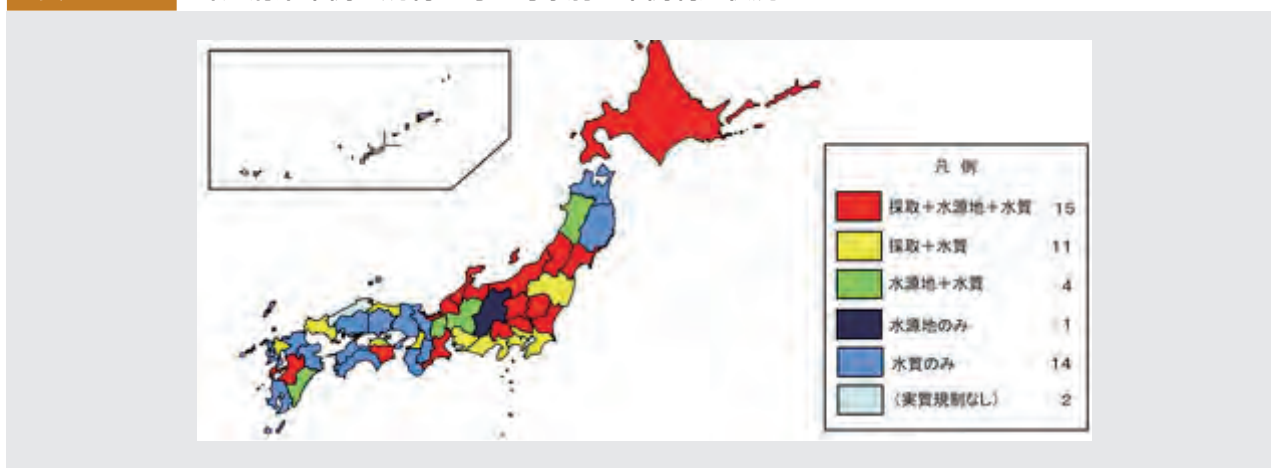 凡 例
採取+水源地+水質 15
採取+水質 11
水源地+水質 4
水源地のみ 1
水質のみ 14
(実質規制なし) 2